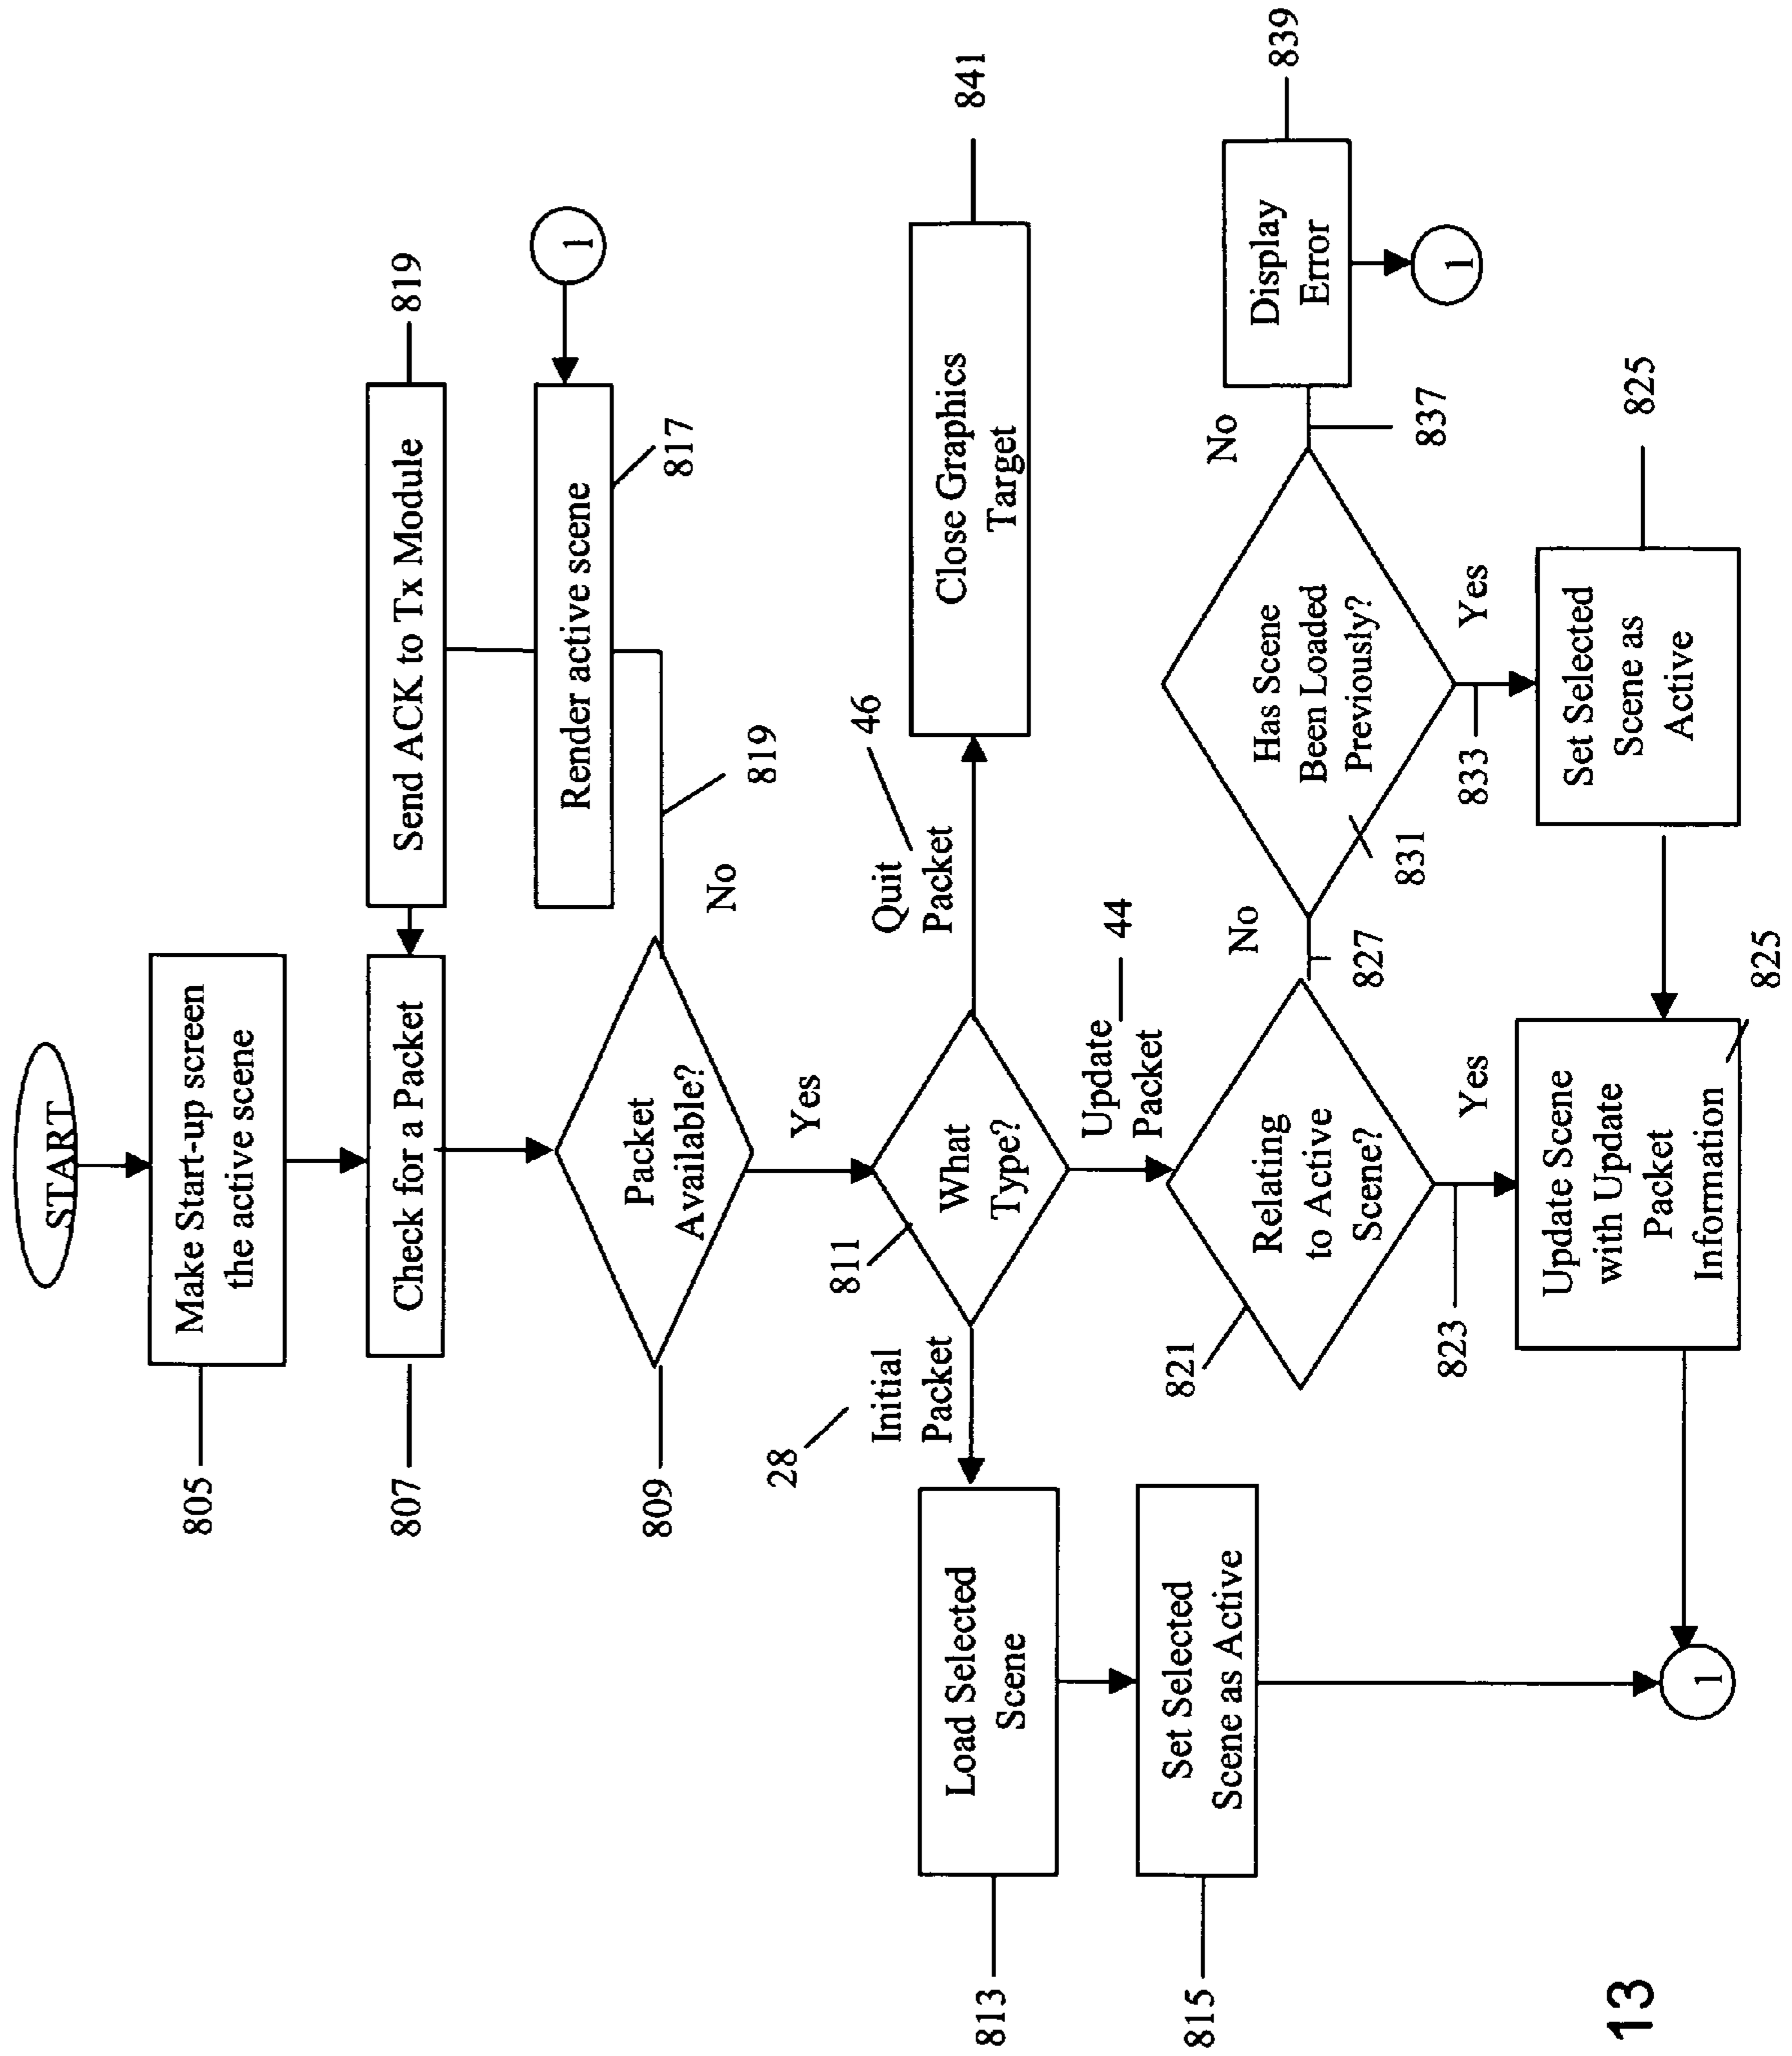 START
Make Start-up screen
the active scene
805
Check for a Packet
807
Send ACK to Tx Module
819
Render active scene
817
1
Packet
Available?
809
No
819
Yes
What
Type?
811
Quit
Packet
46
Close Graphics
Target
841
28
Initial
Packet
Load Selected
Scene
813
Set Selected
Scene as Active
815
Update
Packet
44
Relating
to Active
Scene?
821
No
827
Has Scene
Been Loaded
Previously?
831
No
837
Display
Error
839
1
Yes
823
Yes
833
Set Selected
Scene as
Active
825
Update Scene
with Update
Packet
Information
825
1
13